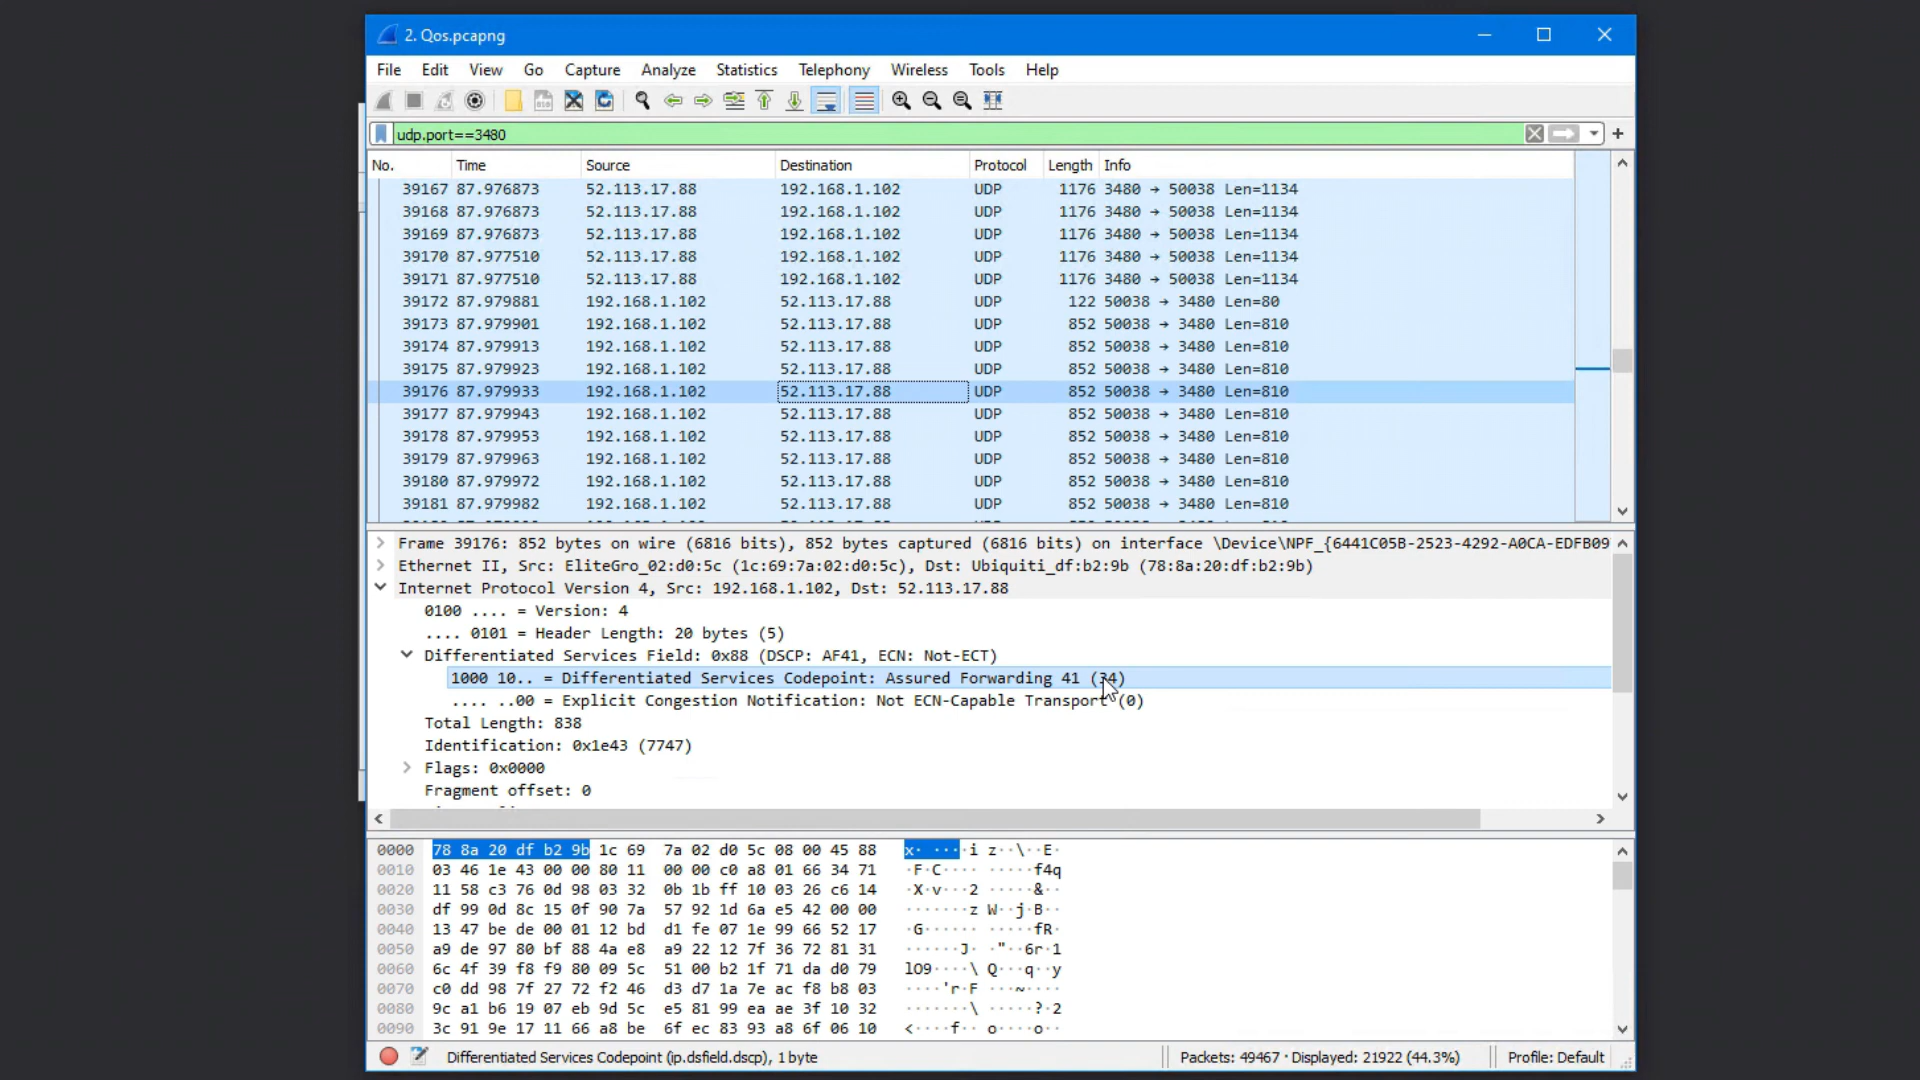 2. Qos.pcapng
File Edit View Go Capture Analyze Statistics Telephony Wireless Tools Help
udp.port==3480
No. Time Source Destination Protocol Length Info
39167 87.976873 52.113.17.88 192.168.1.102 UDP 1176 3480 → 50038 Len=1134
39168 87.976873 52.113.17.88 192.168.1.102 UDP 1176 3480 → 50038 Len=1134
39169 87.976873 52.113.17.88 192.168.1.102 UDP 1176 3480 → 50038 Len=1134
39170 87.977510 52.113.17.88 192.168.1.102 UDP 1176 3480 → 50038 Len=1134
39171 87.977510 52.113.17.88 192.168.1.102 UDP 1176 3480 → 50038 Len=1134
39172 87.979881 192.168.1.102 52.113.17.88 UDP 122 50038 → 3480 Len=80
39173 87.979901 192.168.1.102 52.113.17.88 UDP 852 50038 → 3480 Len=810
39174 87.979913 192.168.1.102 52.113.17.88 UDP 852 50038 → 3480 Len=810
39175 87.979923 192.168.1.102 52.113.17.88 UDP 852 50038 → 3480 Len=810
39176 87.979933 192.168.1.102 52.113.17.88 UDP 852 50038 → 3480 Len=810
39177 87.979943 192.168.1.102 52.113.17.88 UDP 852 50038 → 3480 Len=810
39178 87.979953 192.168.1.102 52.113.17.88 UDP 852 50038 → 3480 Len=810
39179 87.979963 192.168.1.102 52.113.17.88 UDP 852 50038 → 3480 Len=810
39180 87.979972 192.168.1.102 52.113.17.88 UDP 852 50038 → 3480 Len=810
39181 87.979982 192.168.1.102 52.113.17.88 UDP 852 50038 → 3480 Len=810
Frame 39176: 852 bytes on wire (6816 bits), 852 bytes captured (6816 bits) on interface \Device\NPF_{6441C05B-2523-4292-A0CA-EDFB09
Ethernet II, Src: EliteGro_02:d0:5c (1c:69:7a:02:d0:5c), Dst: Ubiquiti_df:b2:9b (78:8a:20:df:b2:9b)
Internet Protocol Version 4, Src: 192.168.1.102, Dst: 52.113.17.88
0100 .... = Version: 4
.... 0101 = Header Length: 20 bytes (5)
Differentiated Services Field: 0x88 (DSCP: AF41, ECN: Not-ECT)
1000 10.. = Differentiated Services Codepoint: Assured Forwarding 41 (34)
.... ..00 = Explicit Congestion Notification: Not ECN-Capable Transport (0)
Total Length: 838
Identification: 0x1e43 (7747)
Flags: 0x0000
Fragment offset: 0
0000 78 8a 20 df b2 9b 1c 69 7a 02 d0 5c 08 00 45 88 x· ···i z··\··E·
0010 03 46 1e 43 00 00 80 11 00 00 c0 a8 01 66 34 71 ·F·C···· ·····f4q
0020 11 58 c3 76 0d 98 03 32 0b 1b ff 10 03 26 c6 14 ·X·v···2 ·····&··
0030 df 99 0d 8c 15 0f 90 7a 57 92 1d 6a e5 42 00 00 ·······z W··j·B··
0040 13 47 be de 00 01 12 bd d1 fe 07 1e 99 66 52 17 ·G······ ·····fR·
0050 a9 de 97 80 bf 88 4a e8 a9 22 12 7f 36 72 81 31 ······J· ·"··6r·1
0060 6c 4f 39 f8 f9 80 09 5c 51 00 b2 1f 71 da d0 79 lO9····\ Q···q··y
0070 c0 dd 98 7f 27 72 f2 46 d3 d7 1a 7e ac f8 b8 03 ····'r·F ···~····
0080 9c a1 b6 19 07 eb 9d 5c e5 81 99 ea ae 3f 10 32 ·······\ ·····?·2
0090 3c 91 9e 17 11 66 a8 be 6f ec 83 93 a8 6f 06 10 <····f·· o····o··
Differentiated Services Codepoint (ip.dsfield.dscp), 1 byte
Packets: 49467 · Displayed: 21922 (44.3%)
Profile: Default